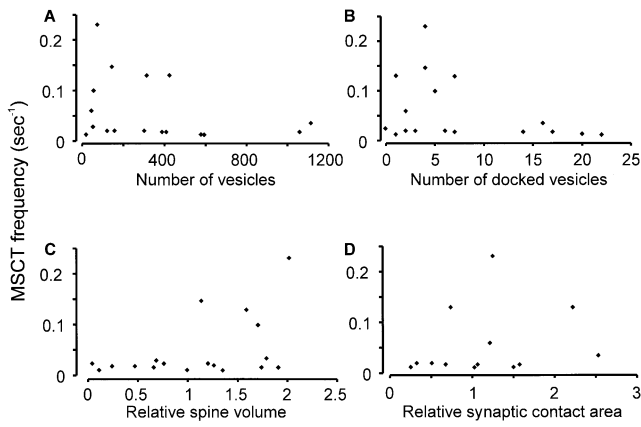 A
B
0.2
0.1
0
0 400 800 1200
Number of vesicles
0.2
0.1
0
0 5 10 15 20 25
Number of docked vesicles
MSCT frequency (sec-1)
C
D
0.2
0.1
0
0 0.5 1 1.5 2 2.5
Relative spine volume
0.2
0.1
0
0 1 2 3
Relative synaptic contact area